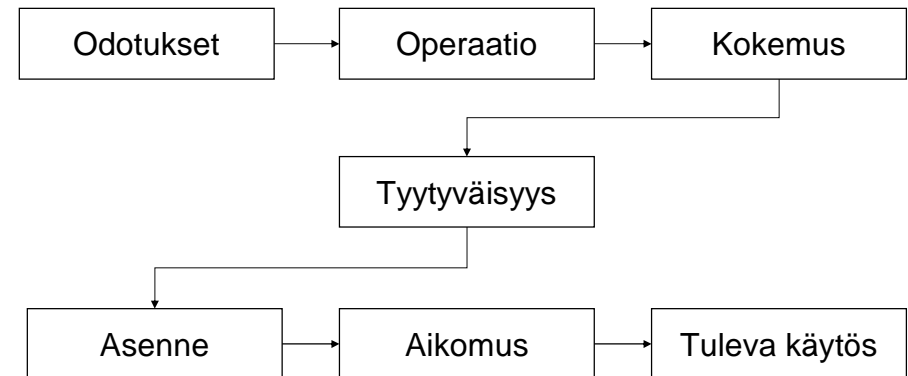 Odotukset
Operaatio
Kokemus
Tyytyväisyys
Asenne
Aikomus
Tuleva käytös